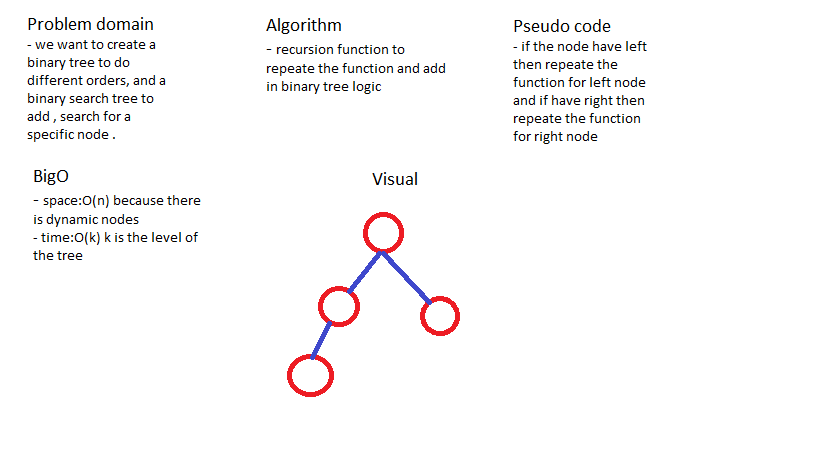 Problem domain
- we want to create a
binary tree to do
different orders, and a
binary search tree to
add , search for a
specific node .
Algorithm
- recursion function to
repeate the function and add
in binary tree logic
Pseudo code
- if the node have left
then repeate the
function for left node
and if have right then
repeate the function
for right node
BigO
- space:O(n) because there
is dynamic nodes
- time:O(k) k is the level of
the tree
Visual